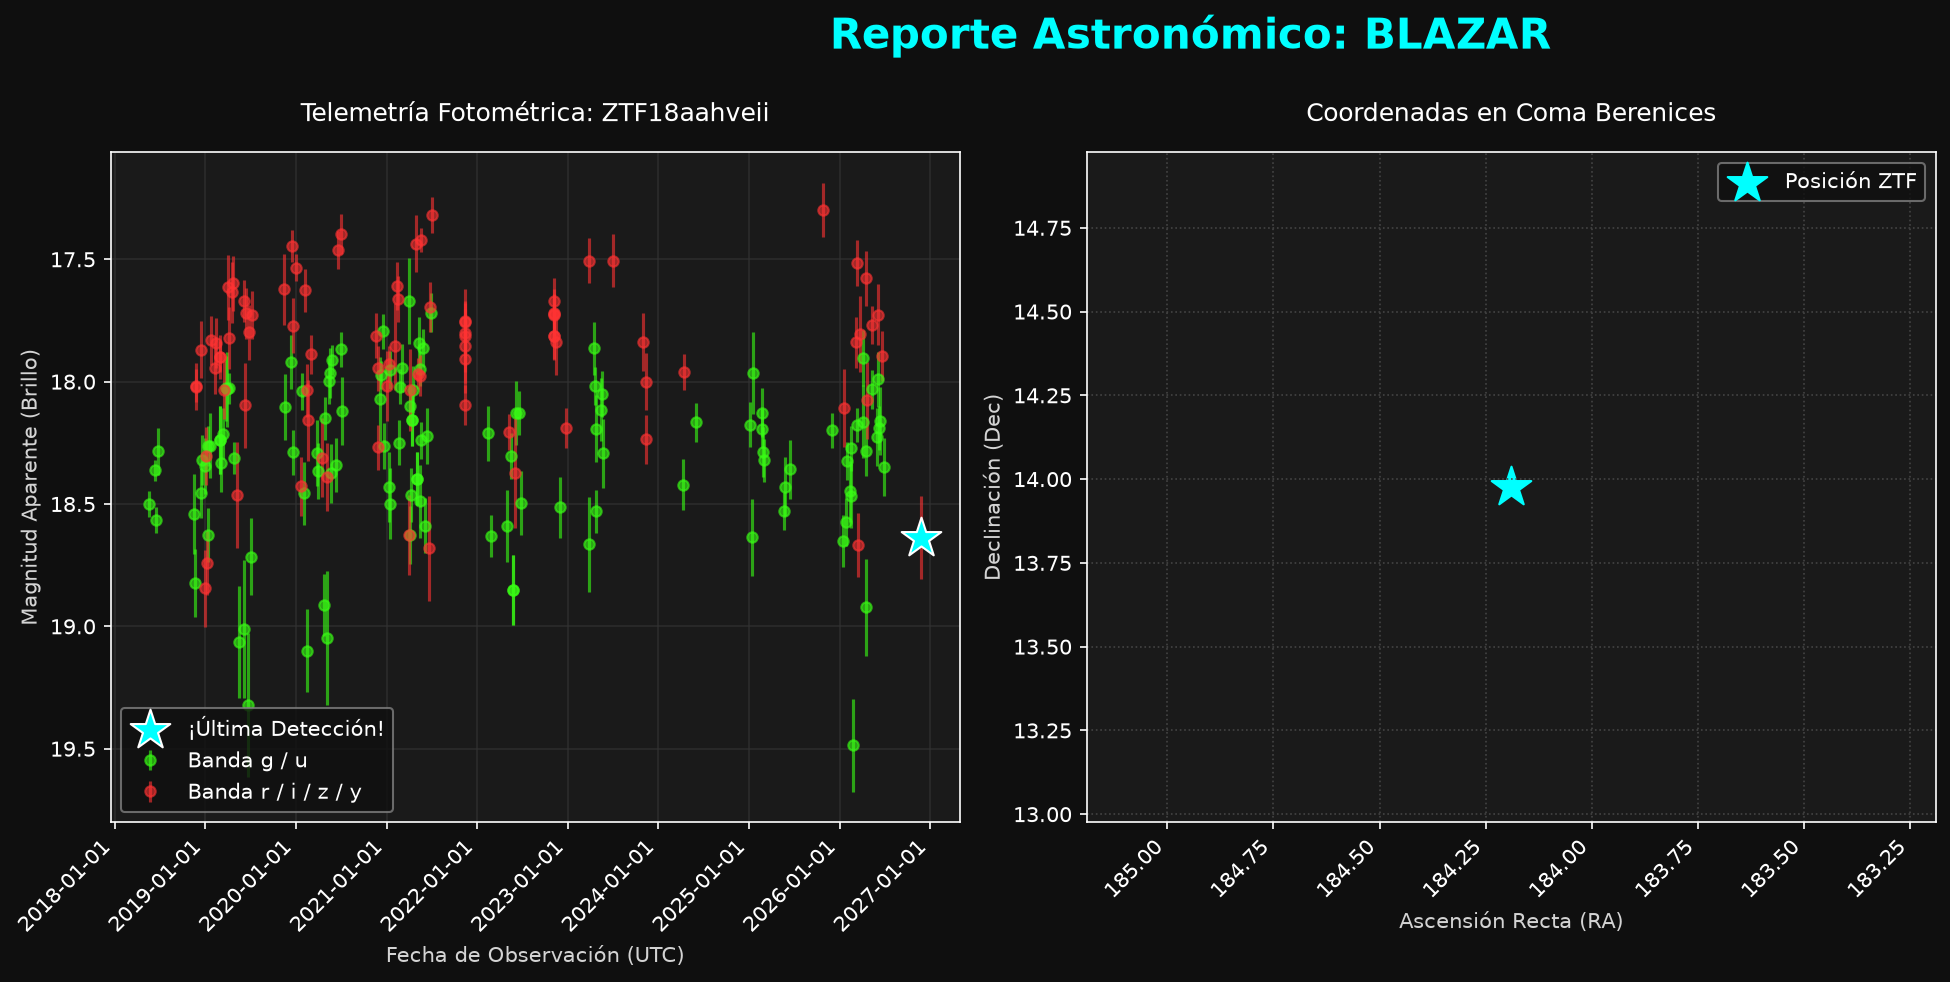 Reporte Astronómico: BLAZAR
Telemetría Fotométrica: ZTF18aahveii
Magnitud Aparente (Brillo)
17.5
18.0
18.5
19.0
19.5
¡Última Detección!
Banda g / u
Banda r / i / z / y
2018-01-01
2019-01-01
2020-01-01
2021-01-01
2022-01-01
2023-01-01
2024-01-01
2025-01-01
2026-01-01
2027-01-01
Fecha de Observación (UTC)
Coordenadas en Coma Berenices
Posición ZTF
Declinación (Dec)
14.75
14.50
14.25
14.00
13.75
13.50
13.25
13.00
185.00
184.75
184.50
184.25
184.00
183.75
183.50
183.25
Ascensión Recta (RA)